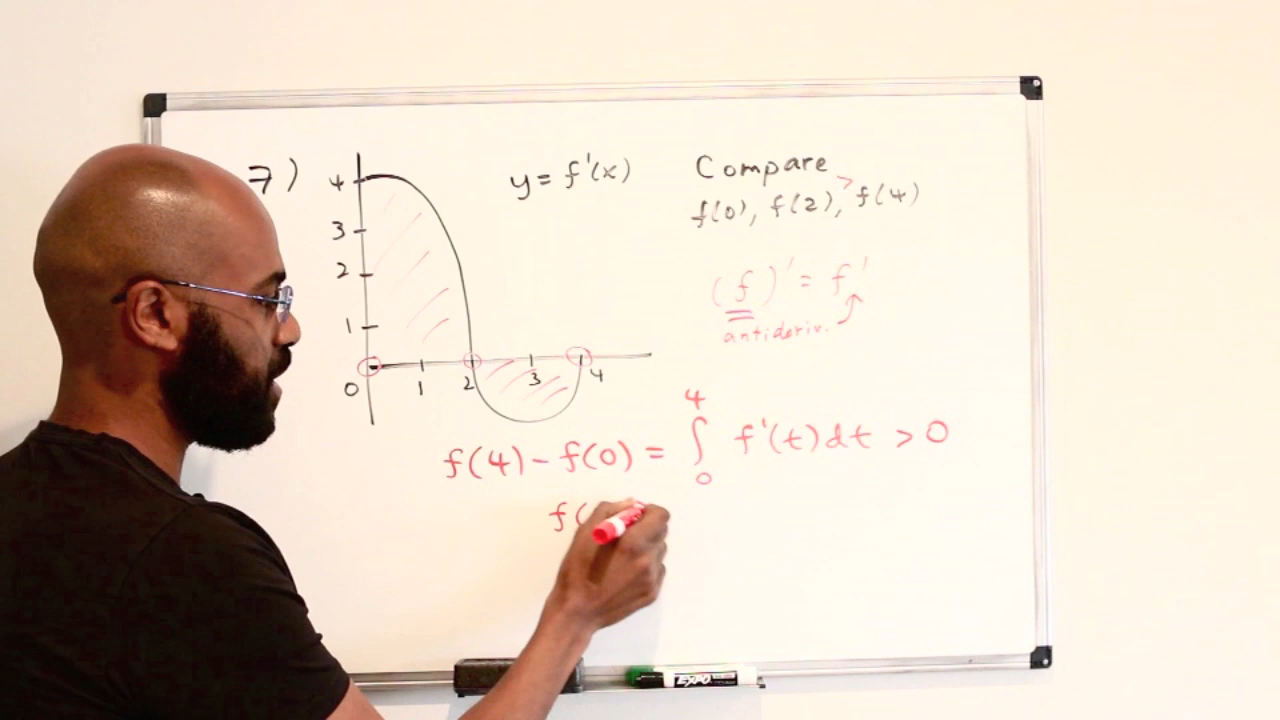 7)
4
3
2
1
0
1
2
3
4
y = f'(x)
Compare
>
f(0), f(2), f(4)
(f)' = f'
antideriv.
f(4) - f(0) = ∫₀⁴ f'(t) dt > 0
f(
EXPO